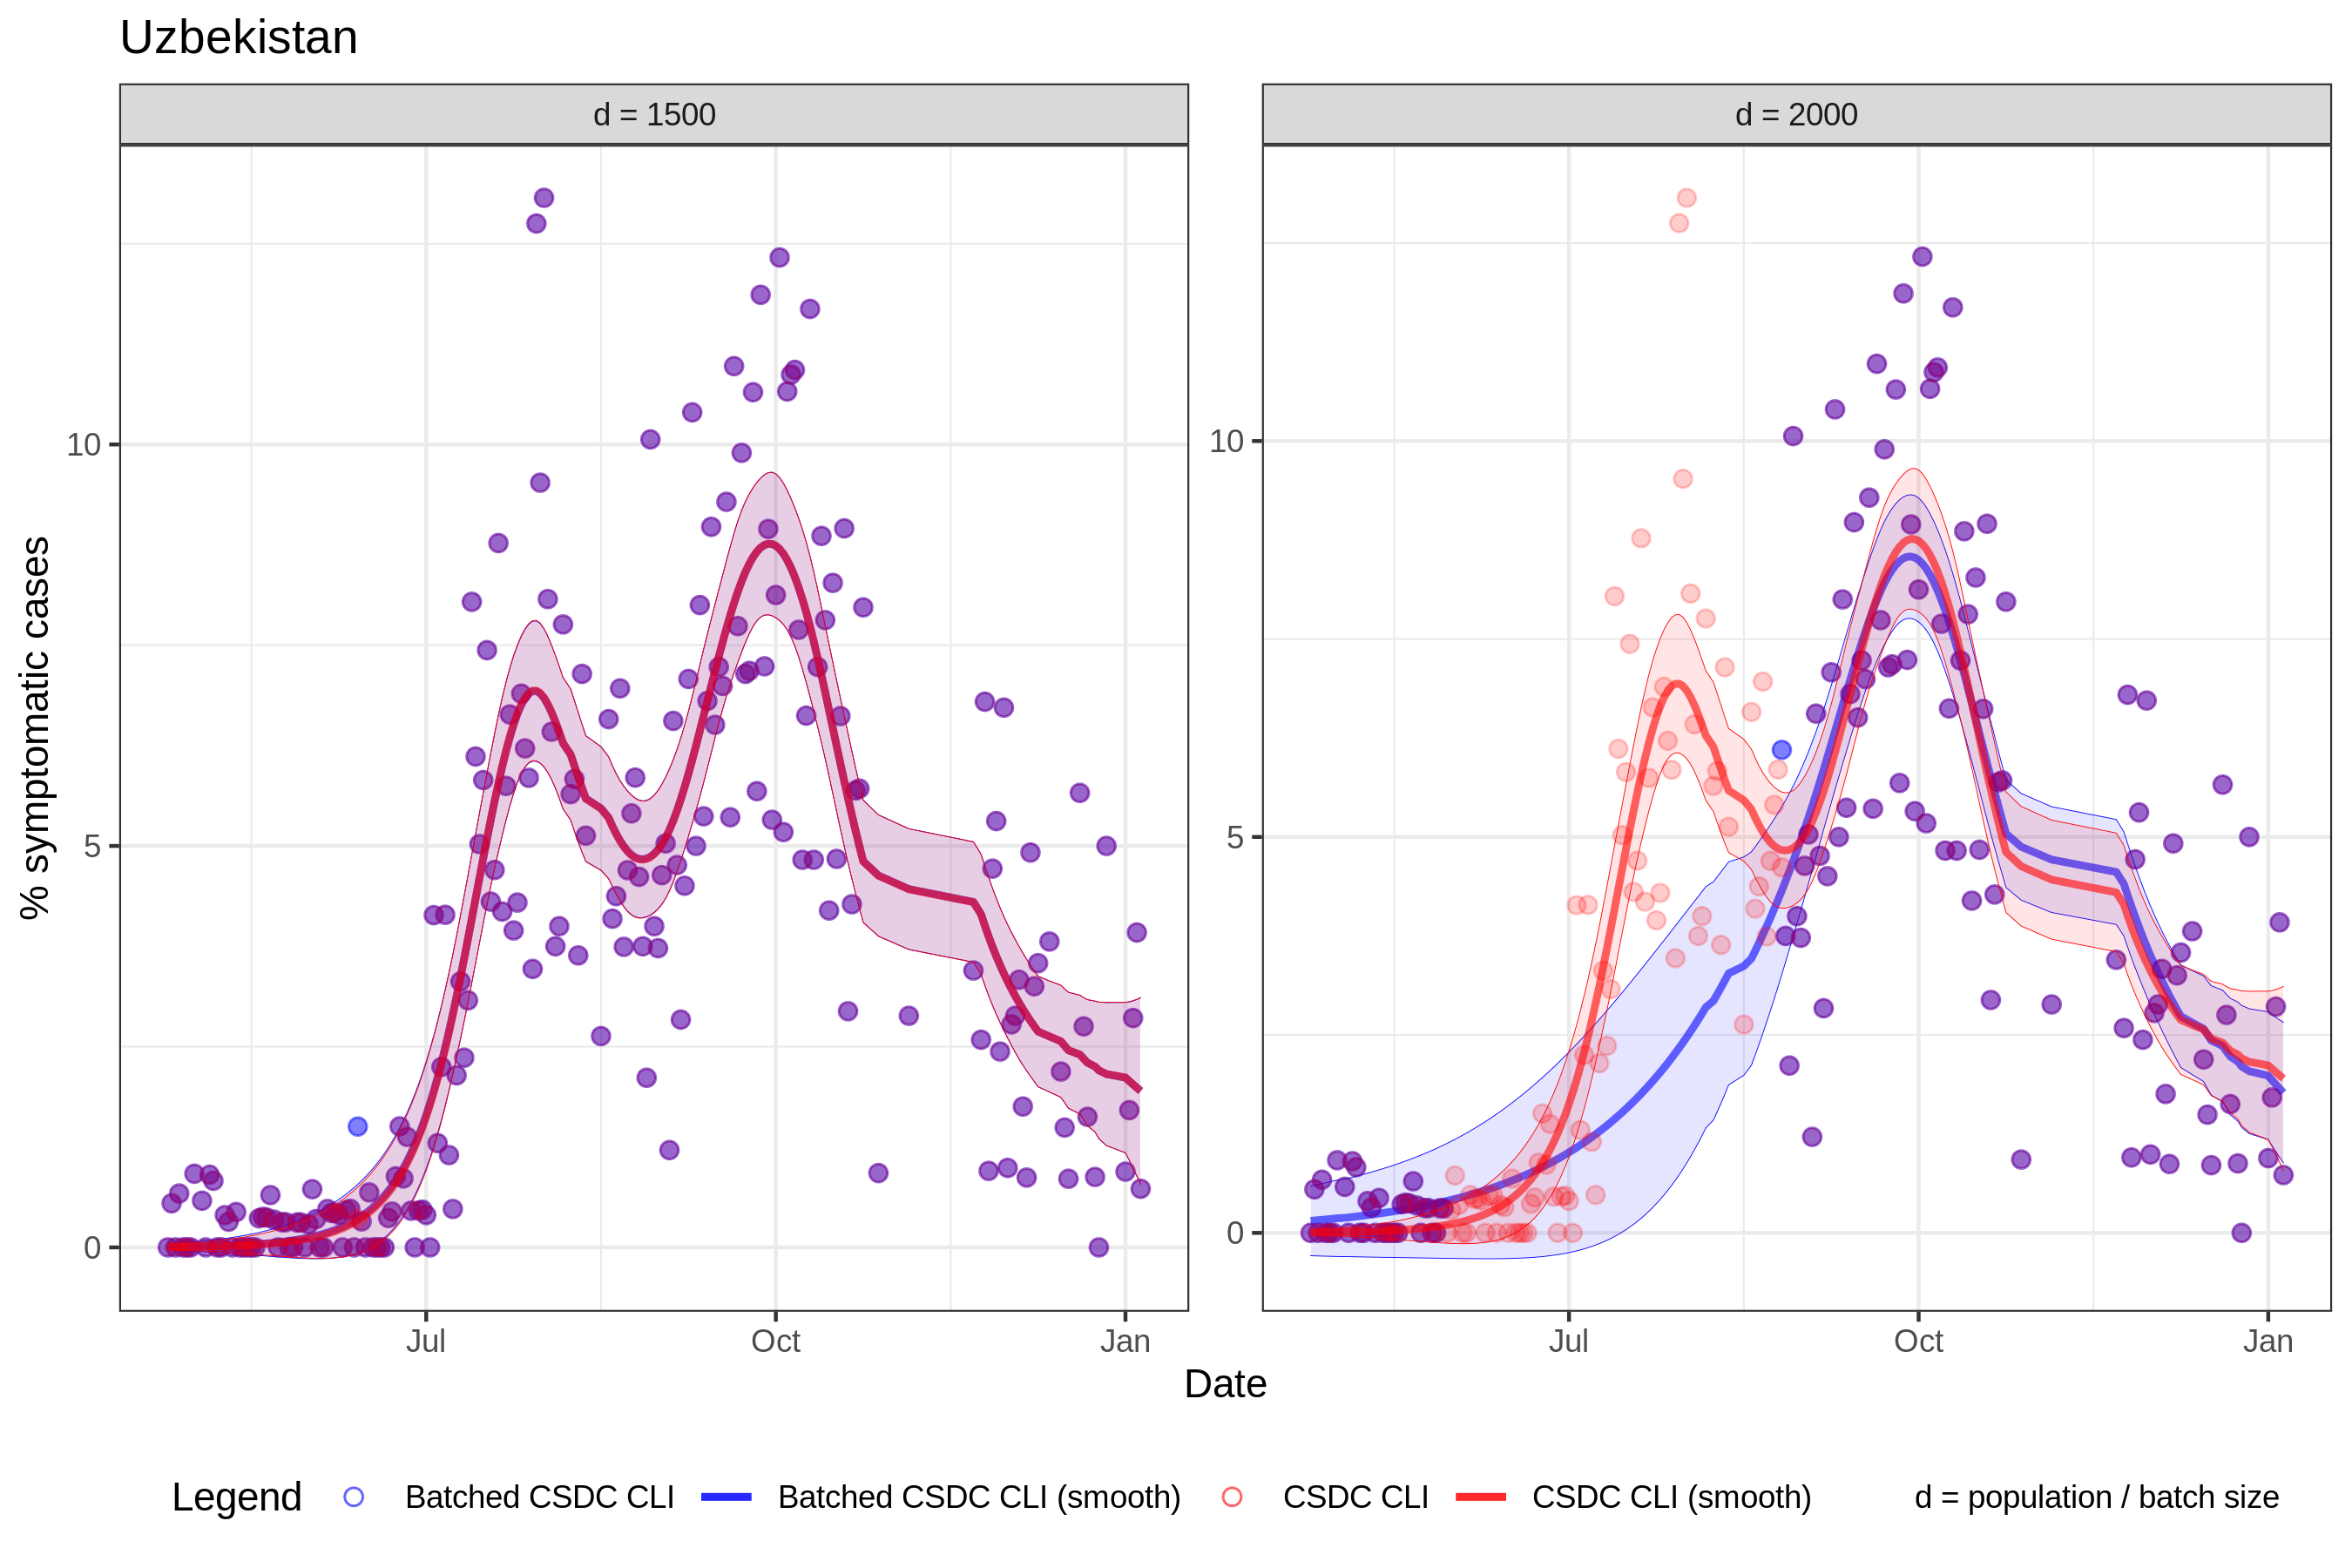 Uzbekistan
d = 1500
d = 2000
% symptomatic cases
10
5
0
10
5
0
Jul
Oct
Jan
Jul
Oct
Jan
Date
Legend
Batched CSDC CLI
Batched CSDC CLI (smooth)
CSDC CLI
CSDC CLI (smooth)
d = population / batch size